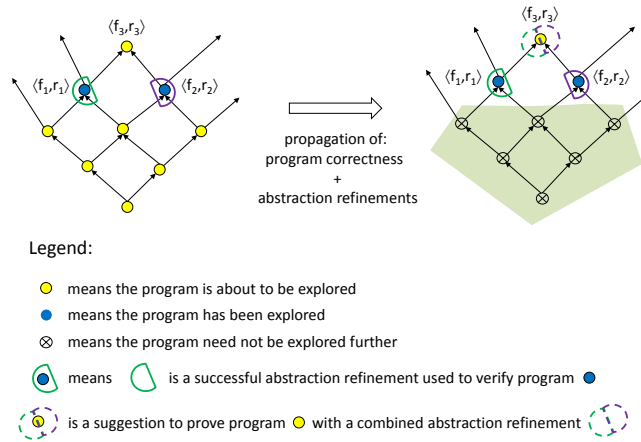 ⟨f3,r3⟩
⟨f1,r1⟩ ⟨f2,r2⟩
propagation of:
program correctness
+
abstraction refinements
⟨f3,r3⟩
⟨f1,r1⟩ ⟨f2,r2⟩
Legend:
means the program is about to be explored
means the program has been explored
means the program need not be explored further
means is a successful abstraction refinement used to verify program
is a suggestion to prove program with a combined abstraction refinement